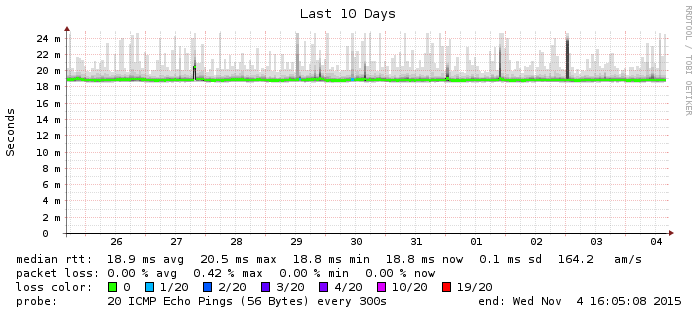 Last 10 Days
RRDTOOL / TOBI OETIKER
Seconds
24 m
22 m
20 m
18 m
16 m
14 m
12 m
10 m
8 m
6 m
4 m
2 m
0
26 27 28 29 30 31 01 02 03 04
median rtt: 18.9 ms avg 20.5 ms max 18.8 ms min 18.8 ms now 0.1 ms sd 164.2 am/s
packet loss: 0.00 % avg 0.42 % max 0.00 % min 0.00 % now
loss color: 0 1/20 2/20 3/20 4/20 10/20 19/20
probe: 20 ICMP Echo Pings (56 Bytes) every 300s end: Wed Nov 4 16:05:08 2015